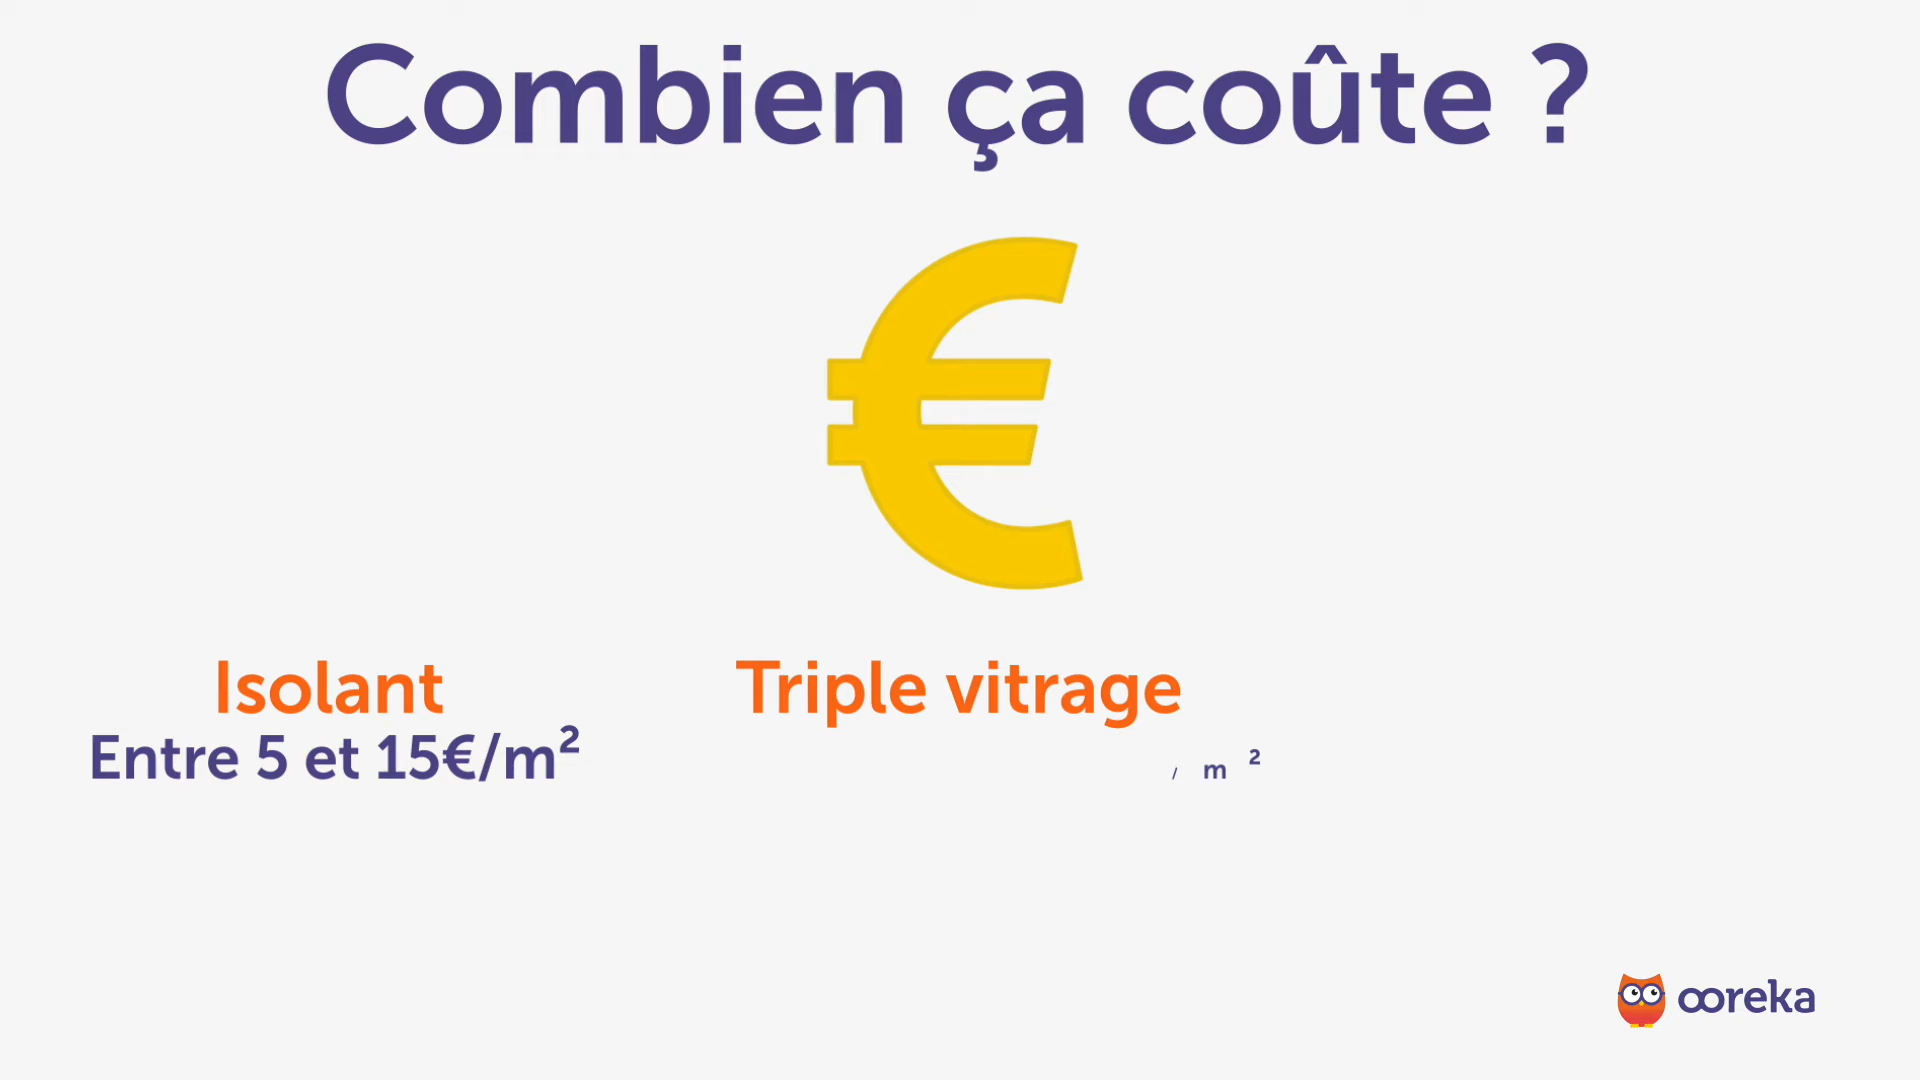 Combien ça coûte ?
€
Isolant
Entre 5 et 15€/m²
Triple vitrage
/ m ²
ooreka